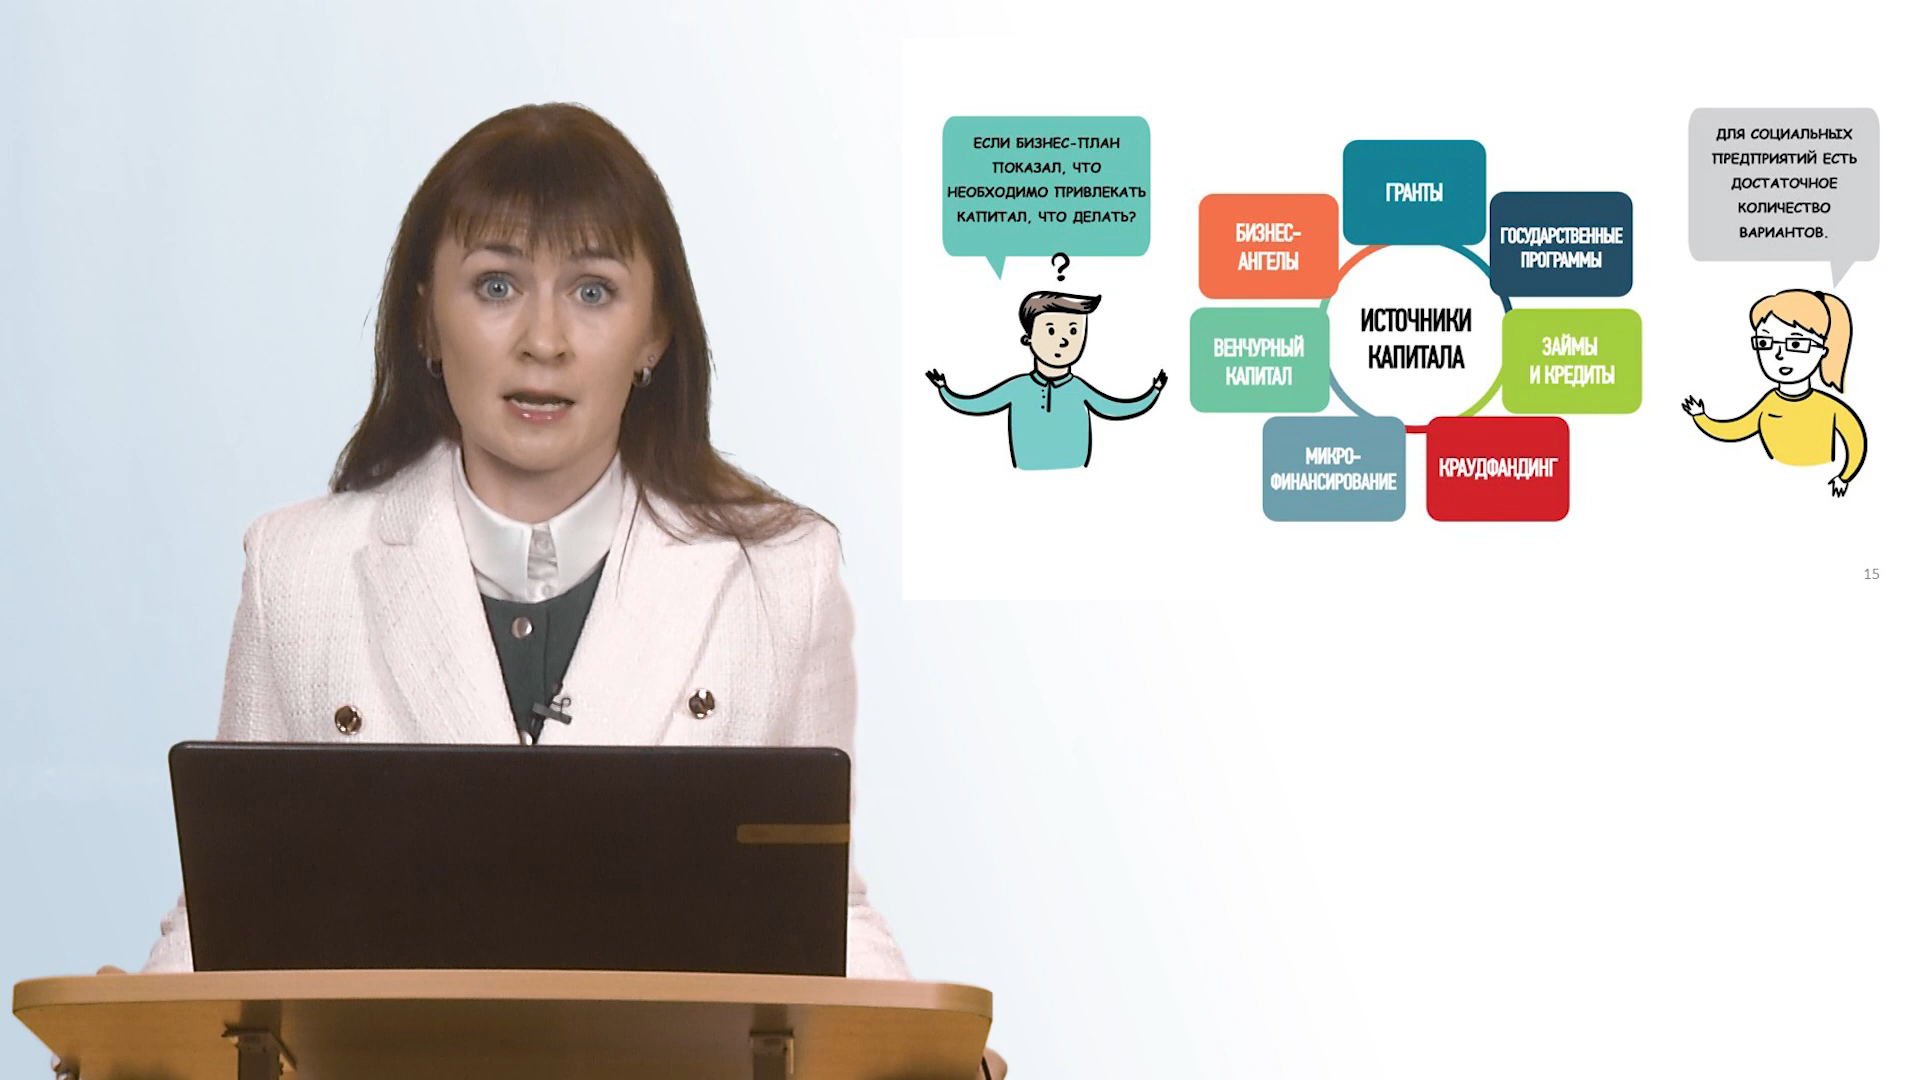 ЕСЛИ БИЗНЕС-ПЛАН
ПОКАЗАЛ, ЧТО
НЕОБХОДИМО ПРИВЛЕКАТЬ
КАПИТАЛ, ЧТО ДЕЛАТЬ?
?
ГРАНТЫ
БИЗНЕС-
АНГЕЛЫ
ГОСУДАРСТВЕННЫЕ
ПРОГРАММЫ
ИСТОЧНИКИ
КАПИТАЛА
ВЕНЧУРНЫЙ
КАПИТАЛ
ЗАЙМЫ
И КРЕДИТЫ
МИКРО-
ФИНАНСИРОВАНИЕ
КРАУДФАНДИНГ
ДЛЯ СОЦИАЛЬНЫХ
ПРЕДПРИЯТИЙ ЕСТЬ
ДОСТАТОЧНОЕ
КОЛИЧЕСТВО
ВАРИАНТОВ.
15